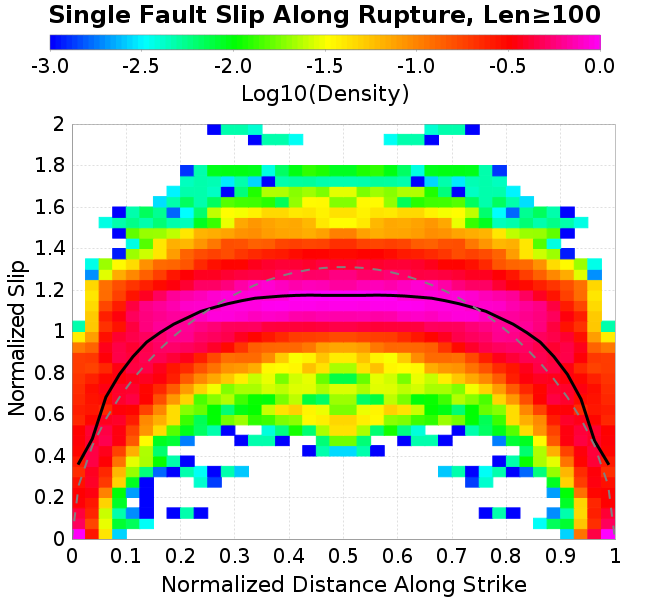 Single Fault Slip Along Rupture, Len≥100
-3.0 -2.5 -2.0 -1.5 -1.0 -0.5 0.0
Log10(Density)
2
1.8
1.6
1.4
1.2
1
0.8
0.6
0.4
0.2
0
Normalized Slip
0 0.1 0.2 0.3 0.4 0.5 0.6 0.7 0.8 0.9 1
Normalized Distance Along Strike